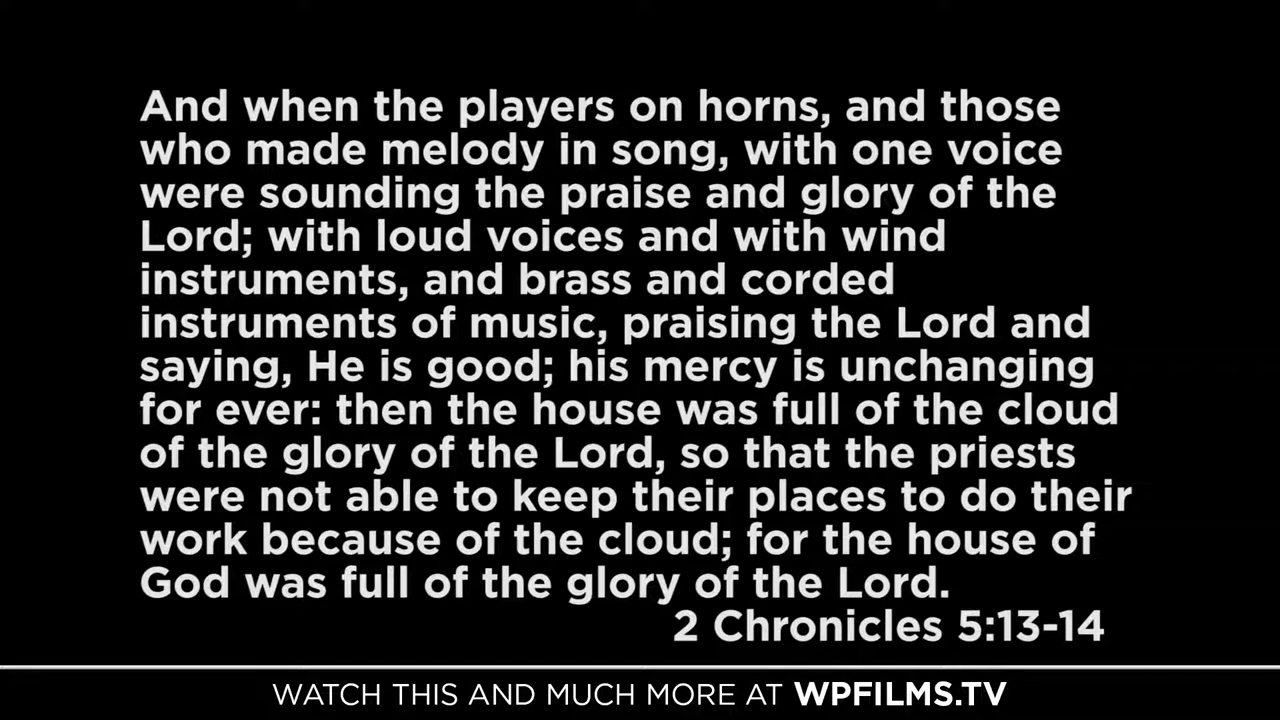 And when the players on horns, and those
who made melody in song, with one voice
were sounding the praise and glory of the
Lord; with loud voices and with wind
instruments, and brass and corded
instruments of music, praising the Lord and
saying, He is good; his mercy is unchanging
for ever: then the house was full of the cloud
of the glory of the Lord, so that the priests
were not able to keep their places to do their
work because of the cloud; for the house of
God was full of the glory of the Lord.
2 Chronicles 5:13-14
WATCH THIS AND MUCH MORE AT WPFILMS.TV